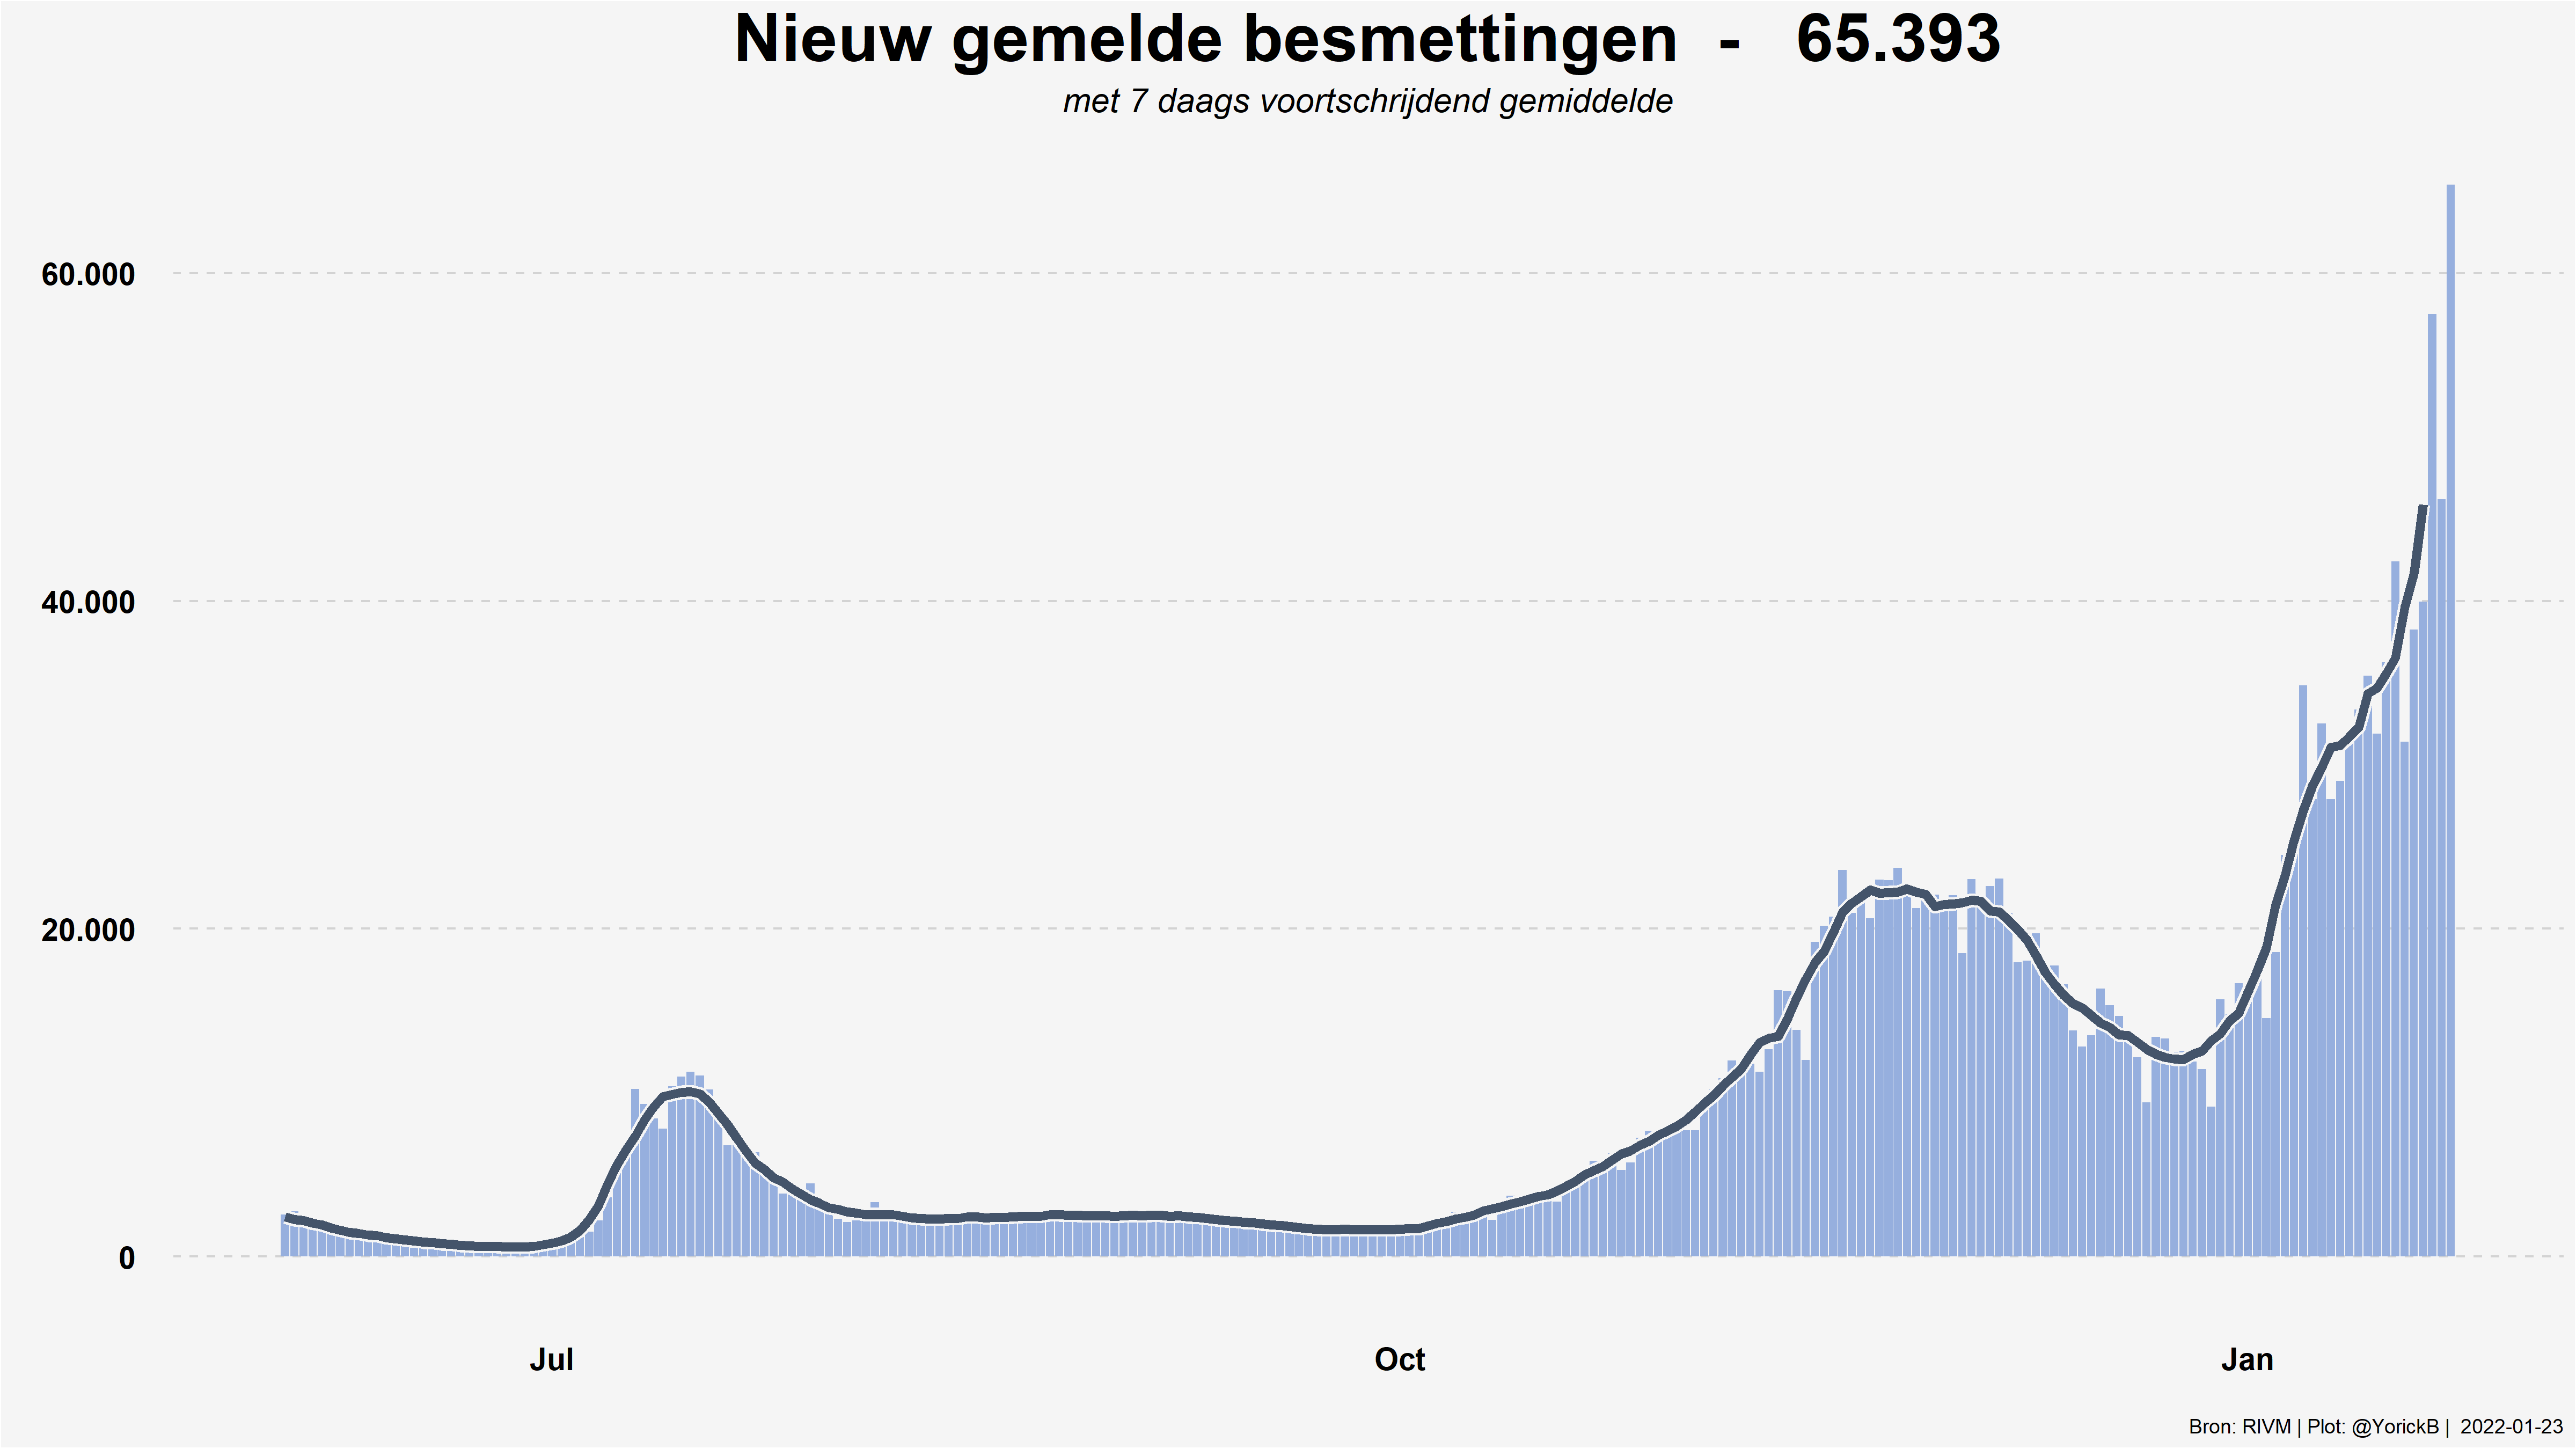 Nieuw gemelde besmettingen - 65.393
met 7 daags voortschrijdend gemiddelde
60.000
40.000
20.000
0
Jul Oct Jan
Bron: RIVM | Plot: @YorickB | 2022-01-23